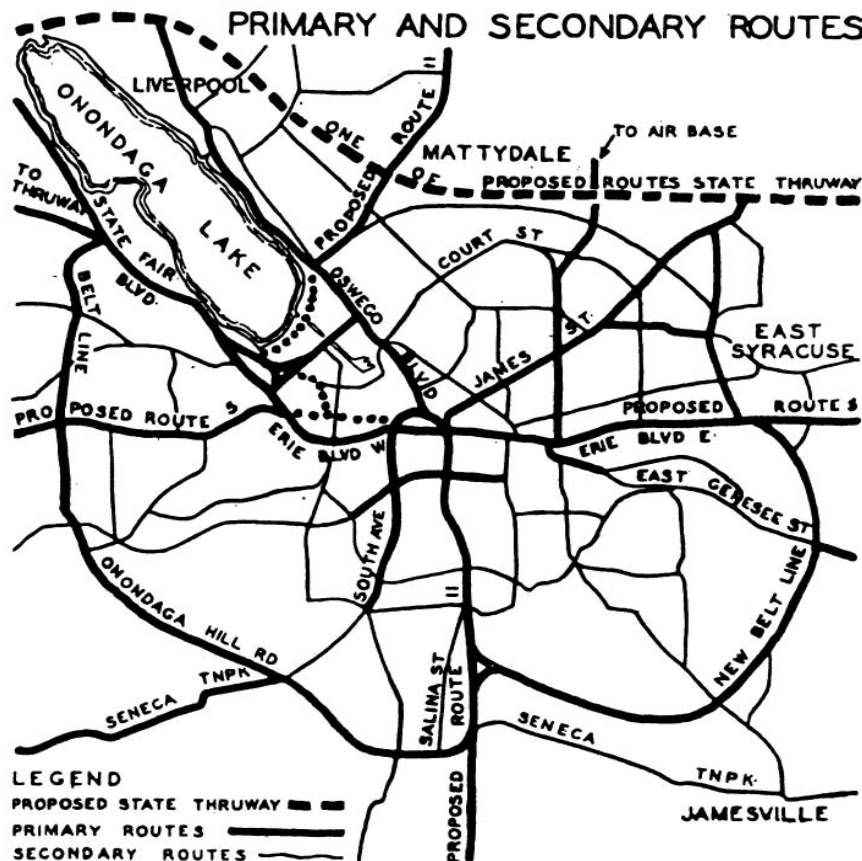 PRIMARY AND SECONDARY ROUTES
LIVERPOOL
ONONDAGA
LAKE
PROPOSED ROUTE 11
ONE
OF
PROPOSED ROUTES STATE THRUWAY
MATTYDALE
TO AIR BASE
TO
THRUWAY
STATE FAIR
BLVD.
BELT
LINE
OSWEGO
BLVD
COURT ST
JAMES ST.
EAST
SYRACUSE
PROPOSED ROUTE 5
ERIE BLVD W.
PROPOSED ROUTE 5
ERIE BLVD E.
EAST GENESEE ST
NEW BELT LINE
SOUTH AVE
ONONDAGA HILL RD
SENECA TNPK
SALINA ST
PROPOSED ROUTE 11
SENECA TNPK.
JAMESVILLE
LEGEND
PROPOSED STATE THRUWAY
PRIMARY ROUTES
SECONDARY ROUTES